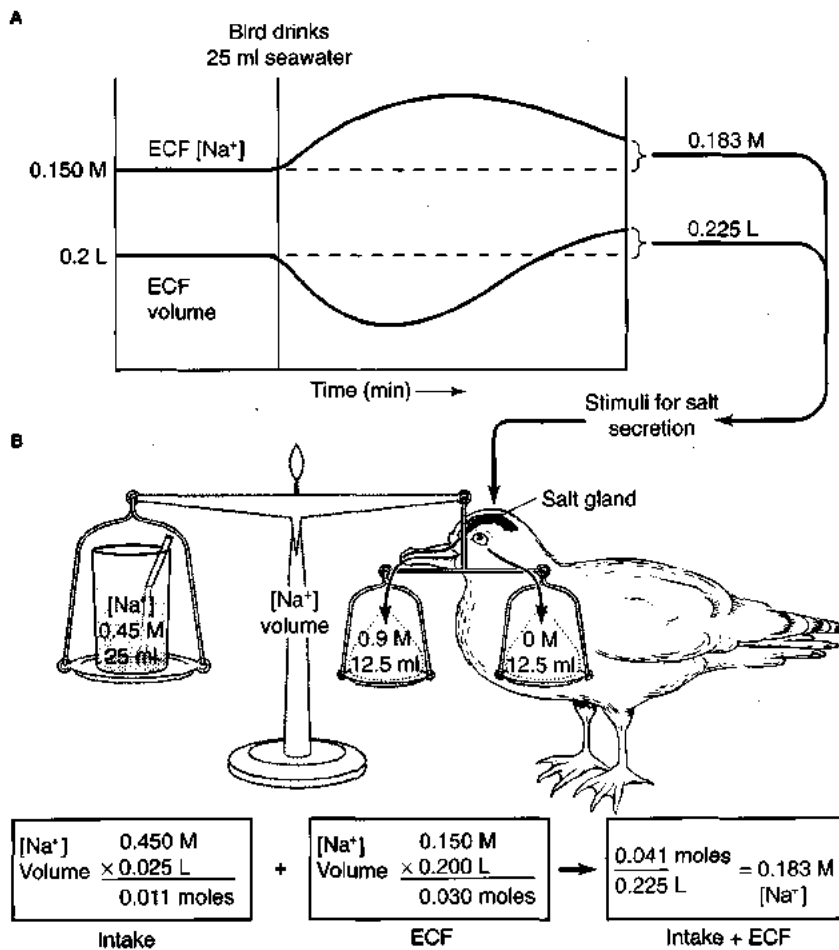 A
Bird drinks
25 ml seawater
ECF [Na⁺]
0.150 M
0.183 M
0.2 L
0.225 L
ECF
volume
Time (min)
Stimuli for salt
secretion
B
Salt gland
[Na⁺]
0.45 M
25 ml
[Na⁺]
volume
0.9 M
12.5 ml
0 M
12.5 ml
[Na⁺] 0.450 M
Volume × 0.025 L
0.011 moles
Intake
+
[Na⁺] 0.150 M
Volume × 0.200 L
0.030 moles
ECF
0.041 moles
0.225 L
= 0.183 M
[Na⁺]
Intake + ECF